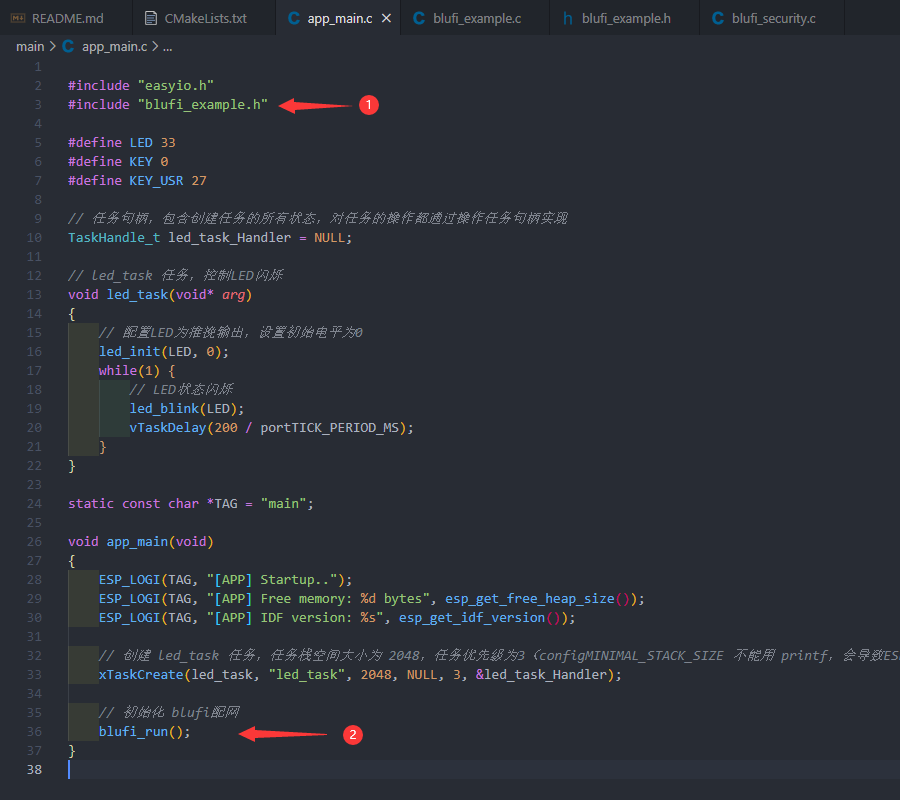 README.md CMakeLists.txt C app_main.c × C blufi_example.c h blufi_example.h C blufi_security.c
main > C app_main.c > ...
1
2 #include "easyio.h"
3 #include "blufi_example.h" 1
4
5 #define LED 33
6 #define KEY 0
7 #define KEY_USR 27
8
9 // 任务句柄，包含创建任务的所有状态，对任务的操作都通过操作任务句柄实现
10 TaskHandle_t led_task_Handler = NULL;
11
12 // led_task 任务，控制LED闪烁
13 void led_task(void* arg)
14 {
15 // 配置LED为推挽输出，设置初始电平为0
16 led_init(LED, 0);
17 while(1) {
18 // LED状态闪烁
19 led_blink(LED);
20 vTaskDelay(200 / portTICK_PERIOD_MS);
21 }
22 }
23
24 static const char *TAG = "main";
25
26 void app_main(void)
27 {
28 ESP_LOGI(TAG, "[APP] Startup..");
29 ESP_LOGI(TAG, "[APP] Free memory: %d bytes", esp_get_free_heap_size());
30 ESP_LOGI(TAG, "[APP] IDF version: %s", esp_get_idf_version());
31
32 // 创建 led_task 任务，任务栈空间大小为 2048，任务优先级为3（configMINIMAL_STACK_SIZE 不能用 printf，会导致ES
33 xTaskCreate(led_task, "led_task", 2048, NULL, 3, &led_task_Handler);
34
35 // 初始化 blufi配网
36 blufi_run(); 2
37 }
38